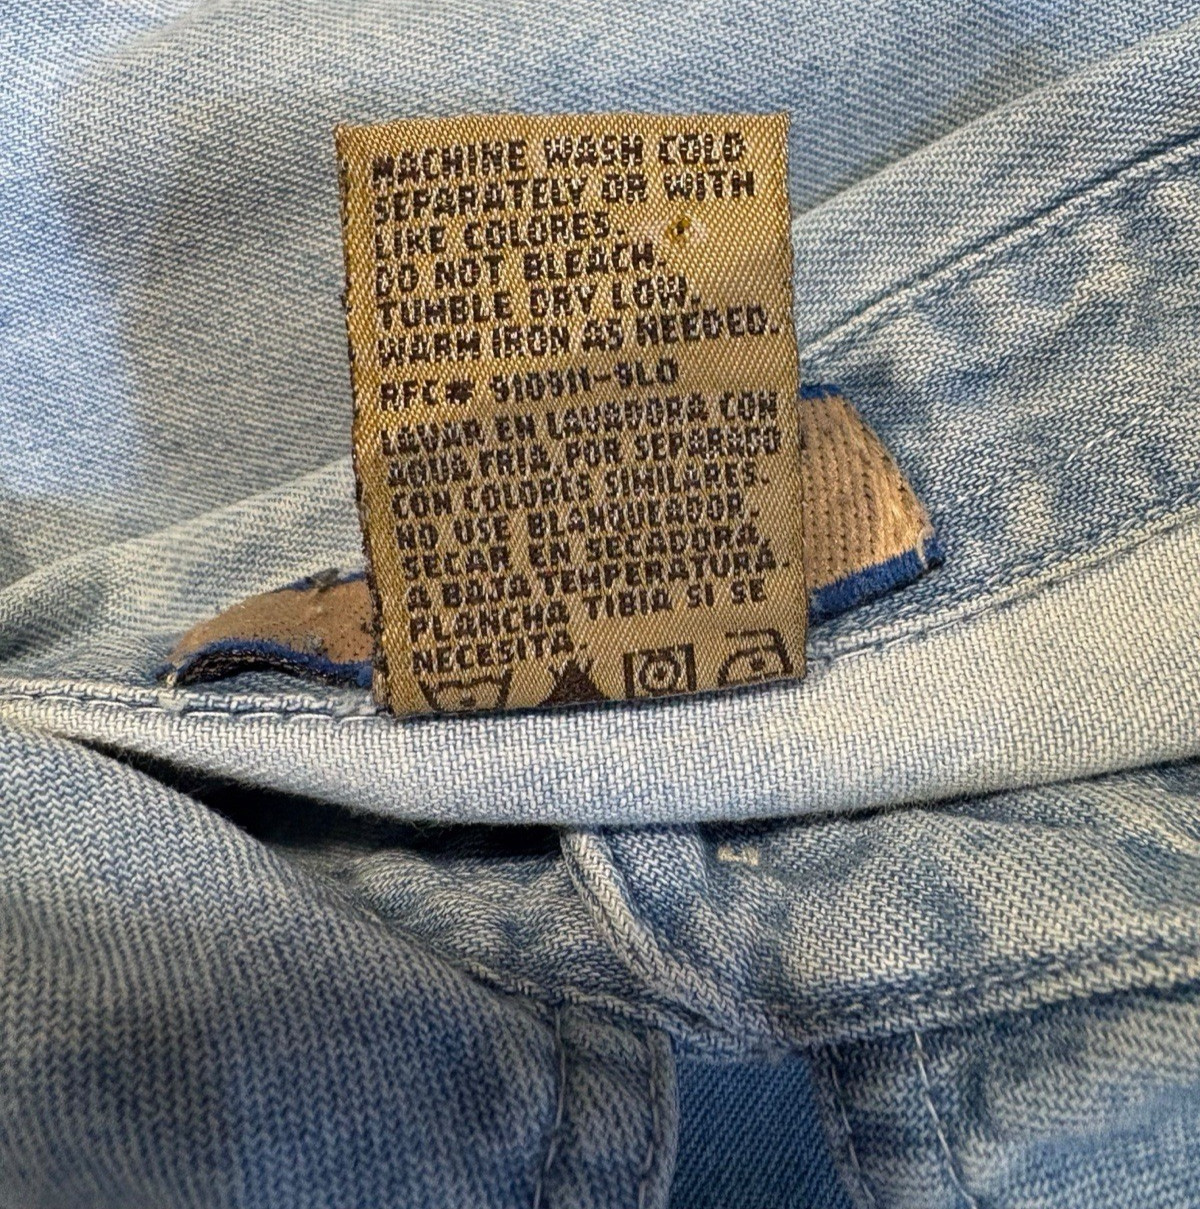 MACHINE WASH COLD
SEPARATELY OR WITH
LIKE COLORES.
DO NOT BLEACH.
TUMBLE DRY LOW.
WARM IRON AS NEEDED.
RFC# 910911-9L0
LAVAR EN LAVADORA CON
AGUA FRIA, POR SEPARADO
CON COLORES SIMILARES.
NO USE BLANQUEADOR.
SECAR EN SECADORA
A BAJA TEMPERATURA
PLANCHA TIBIA SI SE
NECESITA.